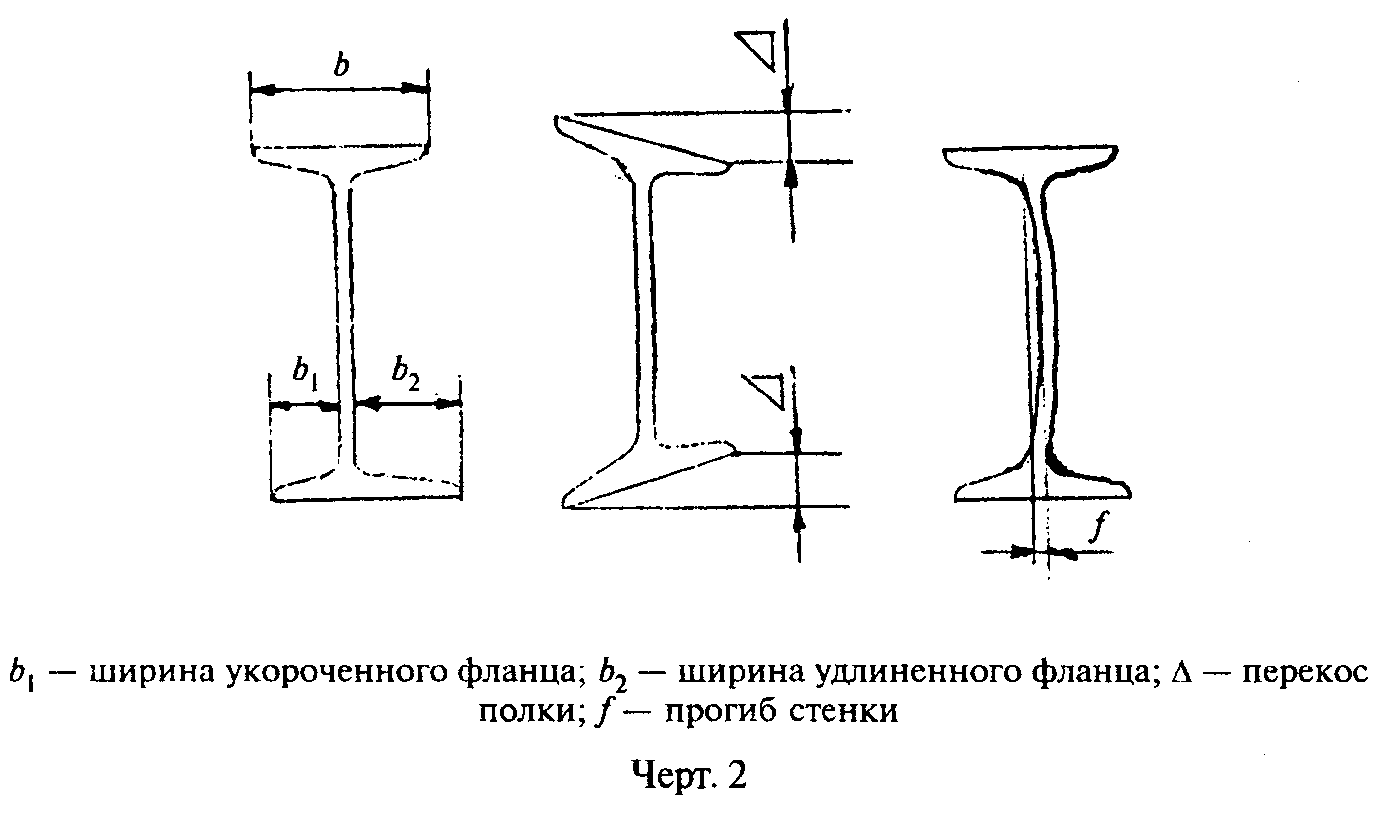 b
Δ
b₁ b₂
Δ
f
b₁ — ширина укороченного фланца; b₂ — ширина удлиненного фланца; Δ — перекос
полки; f — прогиб стенки
Черт. 2